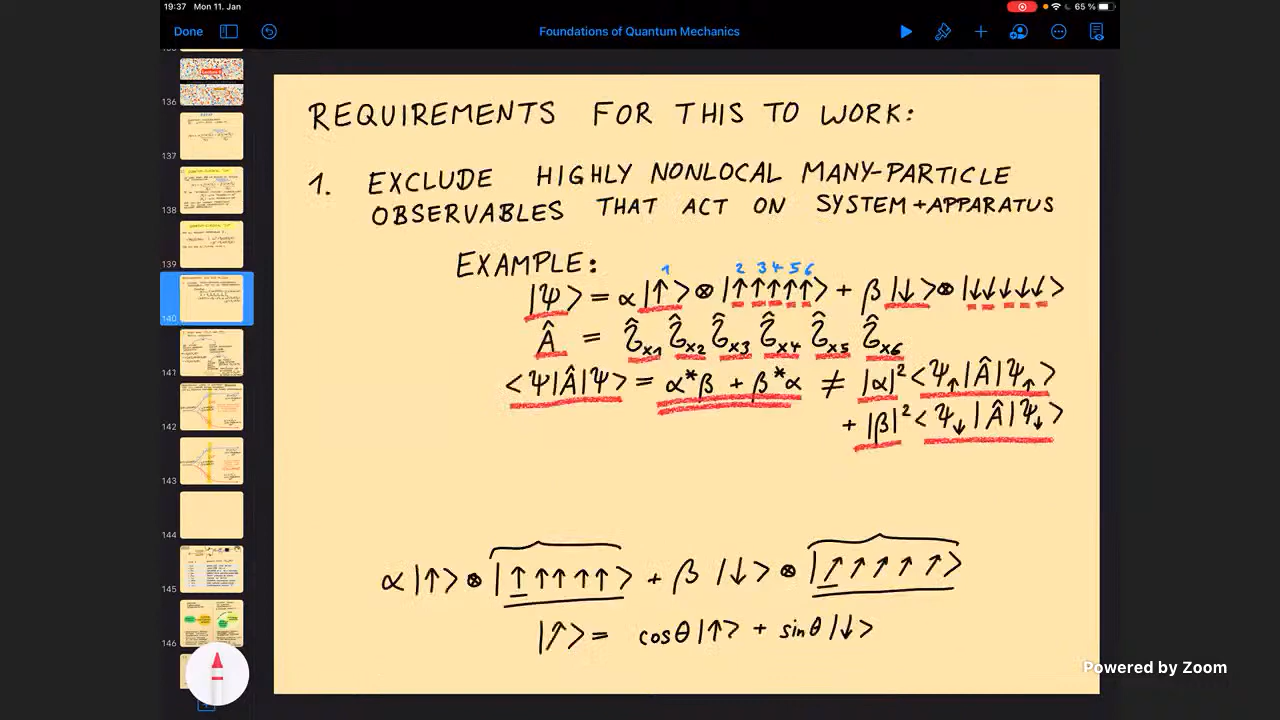 19:37 Mon 11. Jan
65 %
Done
Foundations of Quantum Mechanics
136
137
138
139
140
141
142
143
144
145
146
REQUIREMENTS FOR THIS TO WORK:
1. EXCLUDE HIGHLY NONLOCAL MANY-PARTICLE
OBSERVABLES THAT ACT ON SYSTEM+APPARATUS
EXAMPLE:
1 2 3 4 5 6
|Ψ> = α|↑>⊗|↑↑↑↑↑> + β|↓>⊗|↓↓↓↓↓>
Â = σ̂x1 σ̂x2 σ̂x3 σ̂x4 σ̂x5 σ̂x6
<Ψ|Â|Ψ> = α*β + β*α ≠ |α|²<Ψ↑|Â|Ψ↑>
+ |β|²<Ψ↓|Â|Ψ↓>
α|↑>⊗|↑↑↑↑↑> + β|↓>⊗|↗↗↗↗↗>
|↗> = cosθ|↑> + sinθ|↓>
Powered by Zoom